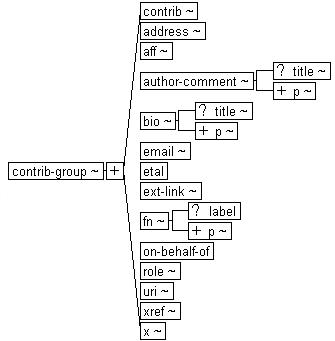 contrib ~
address ~
aff ~
author-comment ~
? title ~
+ p ~
bio ~
? title ~
+ p ~
email ~
contrib-group ~ +
etal
ext-link ~
fn ~
? label
+ p ~
on-behalf-of
role ~
uri ~
xref ~
x ~